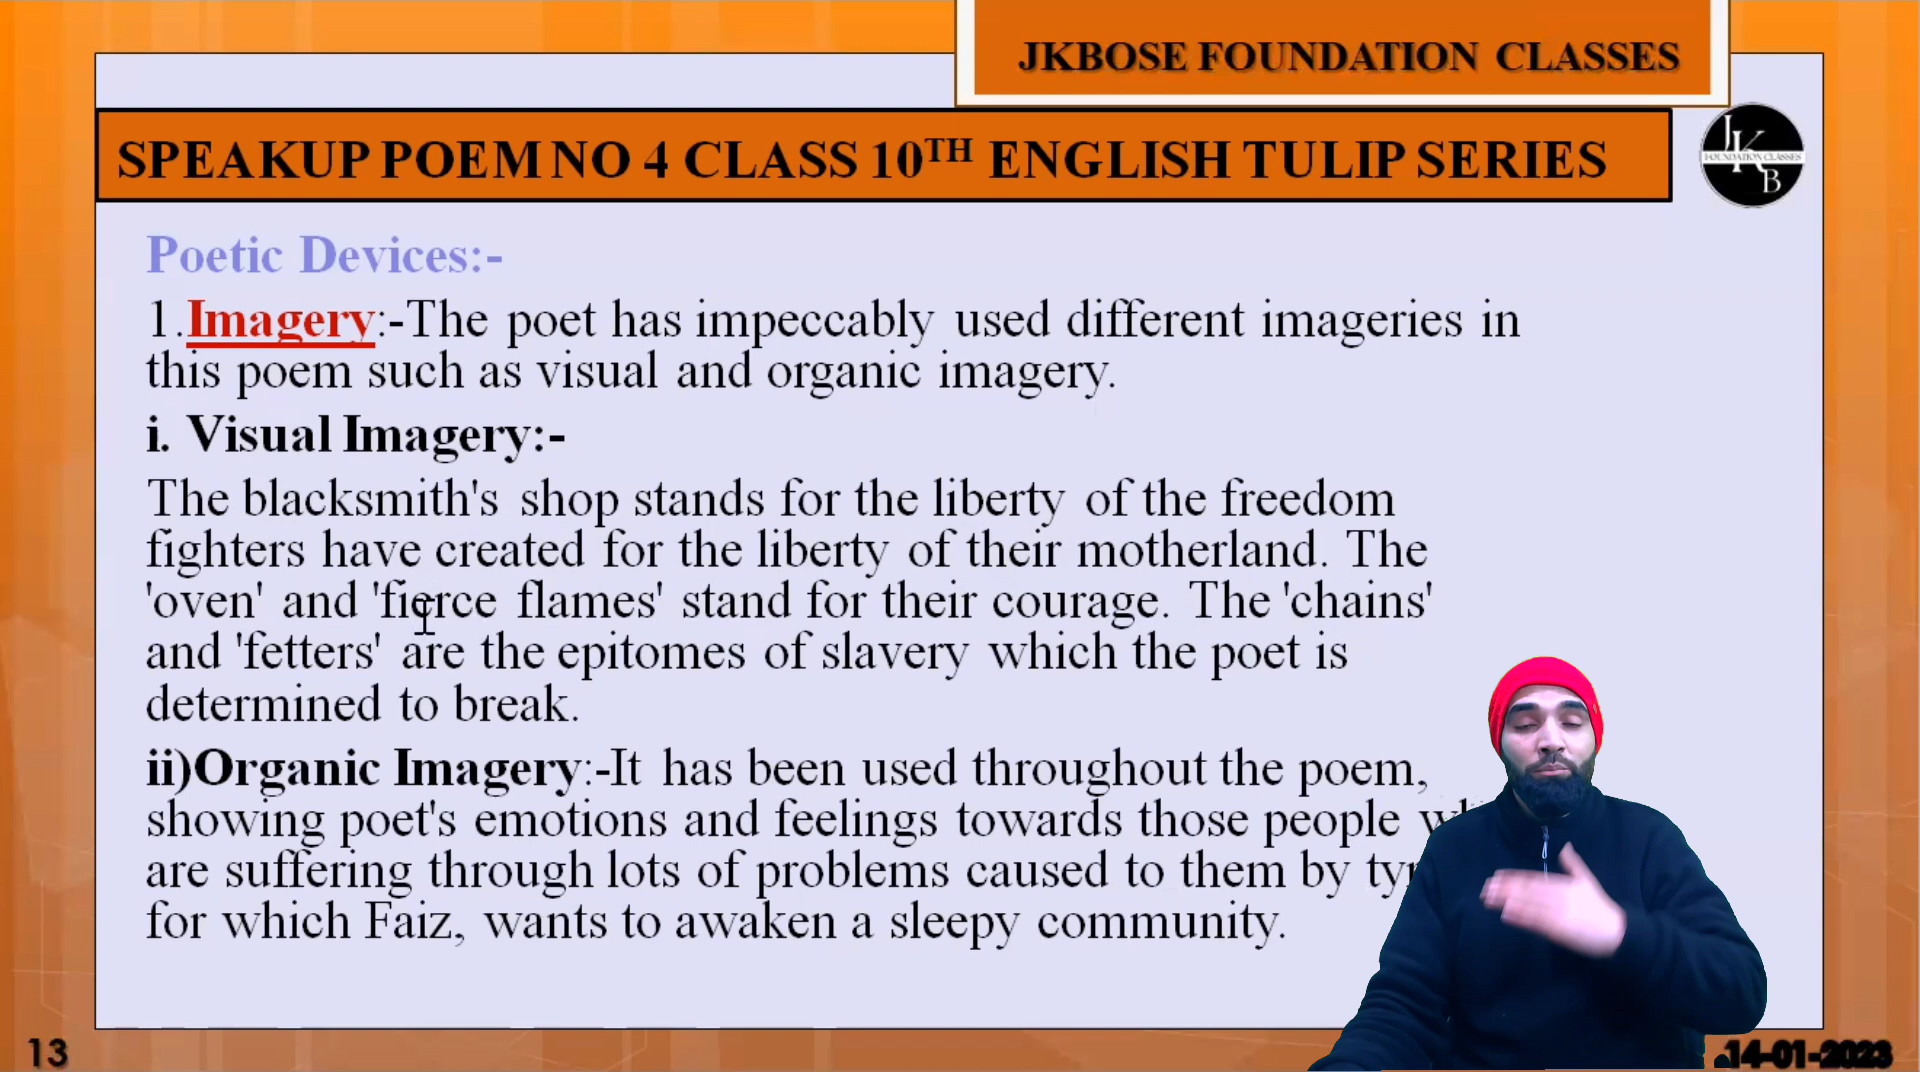 JKBOSE FOUNDATION CLASSES
SPEAKUP POEM NO 4 CLASS 10TH ENGLISH TULIP SERIES
JK
FOUNDATION CLASSES
B
Poetic Devices:-
1.Imagery:-The poet has impeccably used different imageries in
this poem such as visual and organic imagery.
i. Visual Imagery:-
The blacksmith's shop stands for the liberty of the freedom
fighters have created for the liberty of their motherland. The
'oven' and 'fierce flames' stand for their courage. The 'chains'
and 'fetters' are the epitomes of slavery which the poet is
determined to break.
ii)Organic Imagery:-It has been used throughout the poem,
showing poet's emotions and feelings towards those people
are suffering through lots of problems caused to them by
for which Faiz, wants to awaken a sleepy community.
13
14-01-2023